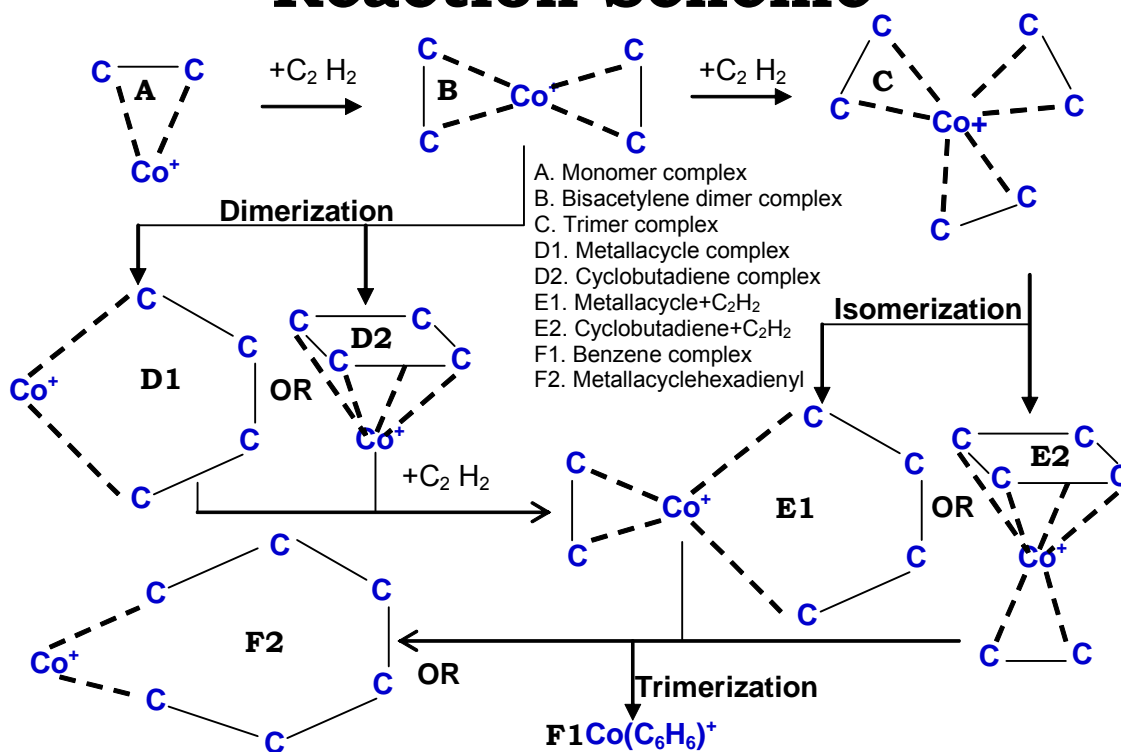 Reaction Scheme
C C C C C C
A +C₂ H₂ B Co⁺ +C₂ H₂ C
Co⁺ C C C Co+ C
A. Monomer complex
B. Bisacetylene dimer complex
C. Trimer complex
D1. Metallacycle complex
D2. Cyclobutadiene complex
E1. Metallacycle+C₂H₂
E2. Cyclobutadiene+C₂H₂
F1. Benzene complex
F2. Metallacyclehexadienyl
C
C
Dimerization
Isomerization
C C C
D2
Co⁺ D1 C C C
OR
C Co⁺
C
+C₂ H₂
C C C
C C E2
C Co⁺ E1 OR C C
C C Co⁺
C
C C
C
C C
F2
Co⁺ OR
C C
C
Trimerization
F1Co(C₆H₆)⁺